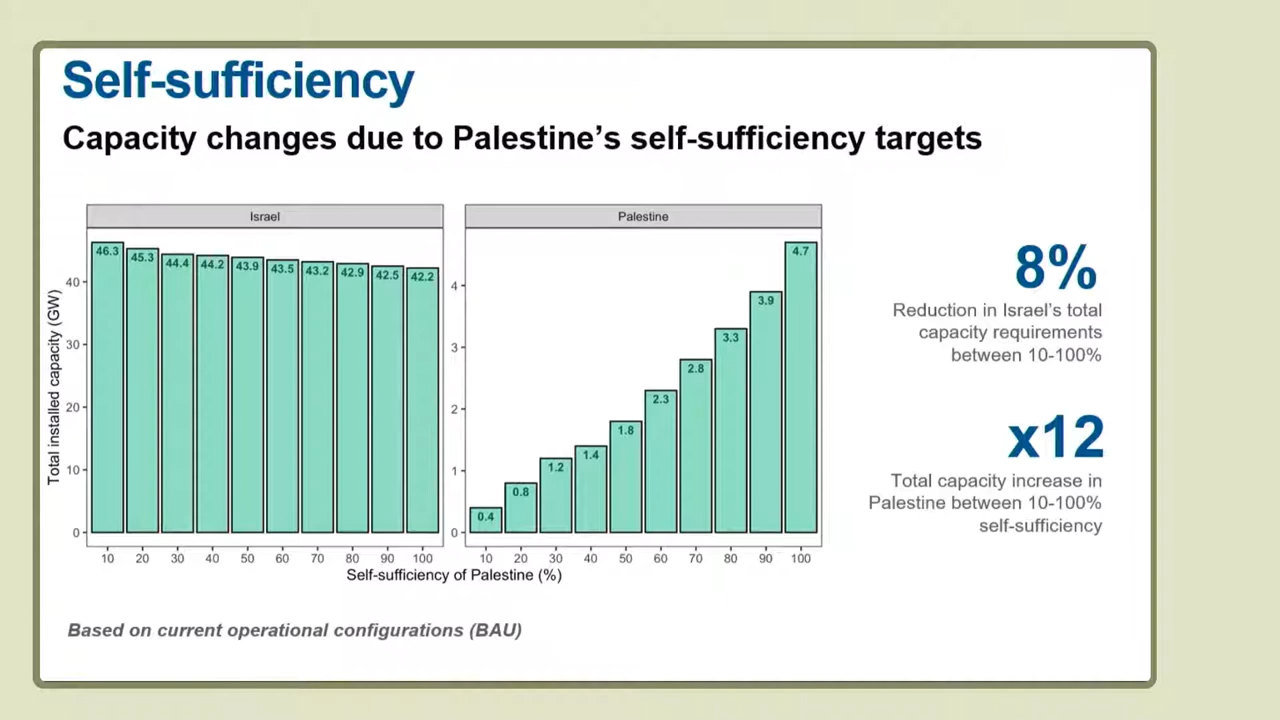 Self-sufficiency
Capacity changes due to Palestine’s self-sufficiency targets
Israel
Palestine
Total installed capacity (GW)
40
30
20
10
0
46.3
45.3
44.4
44.2
43.9
43.5
43.2
42.9
42.5
42.2
10 20 30 40 50 60 70 80 90 100
4
3
2
1
0
0.4
0.8
1.2
1.4
1.8
2.3
2.8
3.3
3.9
4.7
10 20 30 40 50 60 70 80 90 100
Self-sufficiency of Palestine (%)
8%
Reduction in Israel’s total
capacity requirements
between 10-100%
x12
Total capacity increase in
Palestine between 10-100%
self-sufficiency
Based on current operational configurations (BAU)